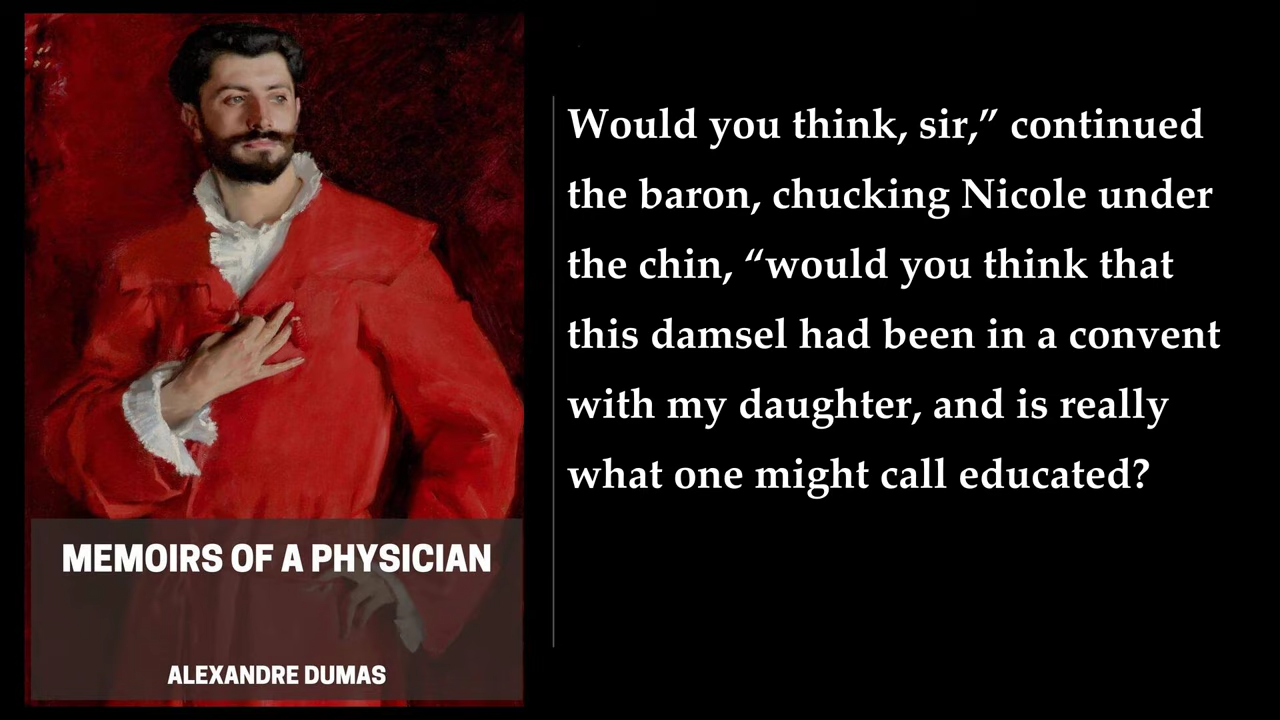 MEMOIRS OF A PHYSICIAN
ALEXANDRE DUMAS
Would you think, sir,” continued
the baron, chucking Nicole under
the chin, “would you think that
this damsel had been in a convent
with my daughter, and is really
what one might call educated?